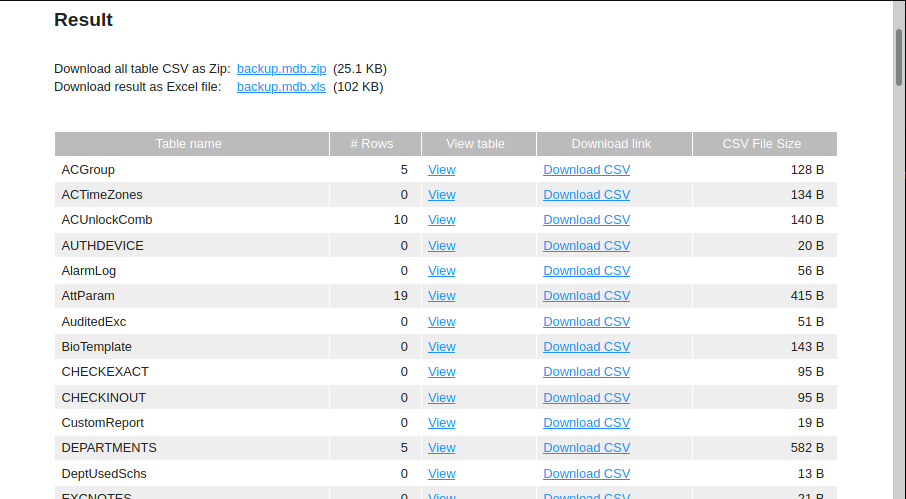 Result
Download all table CSV as Zip: backup.mdb.zip (25.1 KB)
Download result as Excel file: backup.mdb.xls (102 KB)
Table name # Rows View table Download link CSV File Size
ACGroup 5 View Download CSV 128 B
ACTimeZones 0 View Download CSV 134 B
ACUnlockComb 10 View Download CSV 140 B
AUTHDEVICE 0 View Download CSV 20 B
AlarmLog 0 View Download CSV 56 B
AttParam 19 View Download CSV 415 B
AuditedExc 0 View Download CSV 51 B
BioTemplate 0 View Download CSV 143 B
CHECKEXACT 0 View Download CSV 95 B
CHECKINOUT 0 View Download CSV 95 B
CustomReport 0 View Download CSV 19 B
DEPARTMENTS 5 View Download CSV 582 B
DeptUsedSchs 0 View Download CSV 13 B
EXCNOTES 0 View Download CSV 21 B